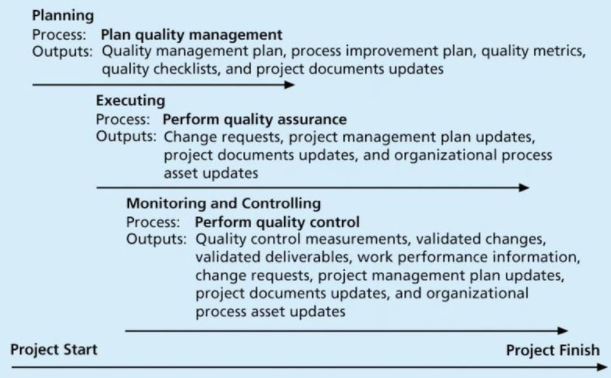 Planning
Process: Plan quality management
Outputs: Quality management plan, process improvement plan, quality metrics,
quality checklists, and project documents updates
Executing
Process: Perform quality assurance
Outputs: Change requests, project management plan updates,
project documents updates, and organizational process
asset updates
Monitoring and Controlling
Process: Perform quality control
Outputs: Quality control measurements, validated changes,
validated deliverables, work performance information,
change requests, project management plan updates,
project documents updates, and organizational
process asset updates
Project Start
Project Finish